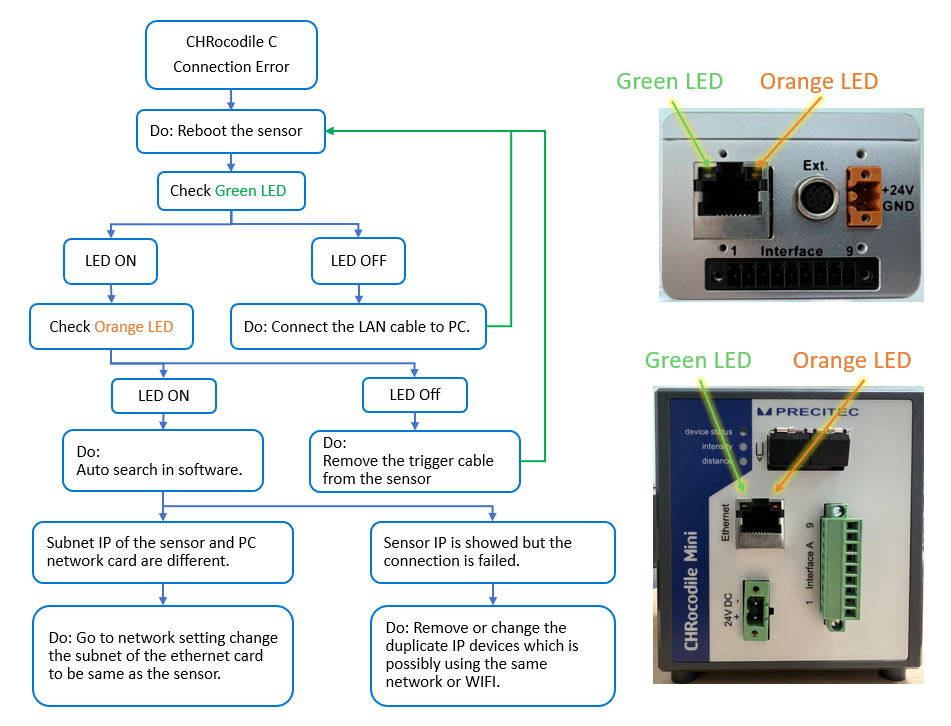 CHRocodile C
Connection Error
Do: Reboot the sensor
Check Green LED
LED ON
LED OFF
Check Orange LED
Do: Connect the LAN cable to PC.
LED ON
LED Off
Do:
Auto search in software.
Do:
Remove the trigger cable
from the sensor
Subnet IP of the sensor and PC
network card are different.
Sensor IP is showed but the
connection is failed.
Do: Go to network setting change
the subnet of the ethernet card
to be same as the sensor.
Do: Remove or change the
duplicate IP devices which is
possibly using the same
network or WIFI.
Green LED
Orange LED
Ext.
+24V
GND
1 Interface 9
Green LED
Orange LED
PRECITEC
device status
intensity
distance
Ethernet
1 Interface A 9
24V DC
+ -
CHRocodile Mini